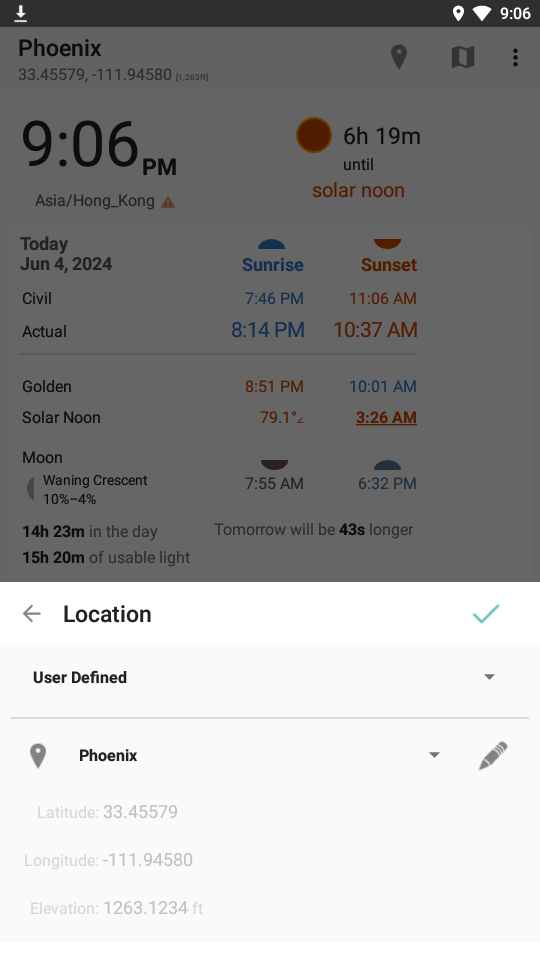 9:06
Phoenix
33.45579, -111.94580 [1,263ft]
9:06 PM
6h 19m
until
solar noon
Asia/Hong_Kong
Today
Jun 4, 2024
Sunrise Sunset
Civil 7:46 PM 11:06 AM
Actual 8:14 PM 10:37 AM
Golden 8:51 PM 10:01 AM
Solar Noon 79.1°∠ 3:26 AM
Moon
Waning Crescent
10%–4%
7:55 AM 6:32 PM
14h 23m in the day Tomorrow will be 43s longer
15h 20m of usable light
Location
User Defined
Phoenix
Latitude: 33.45579
Longitude: -111.94580
Elevation: 1263.1234 ft